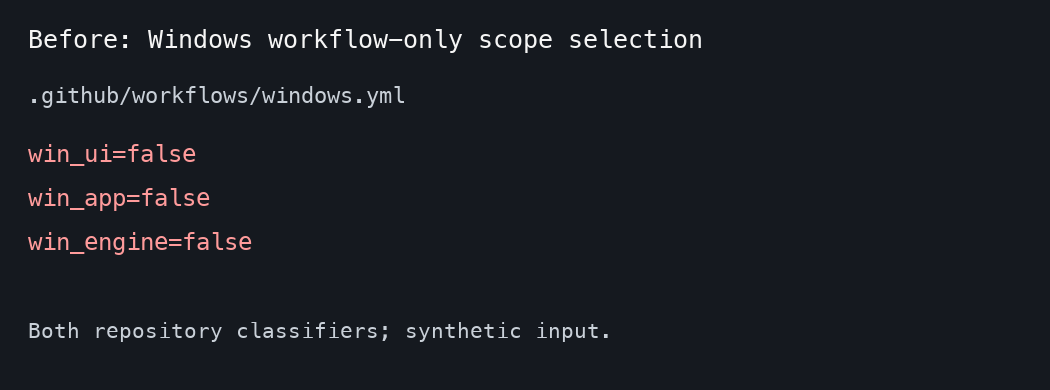 Before: Windows workflow–only scope selection
.github/workflows/windows.yml
win_ui=false
win_app=false
win_engine=false
Both repository classifiers; synthetic input.